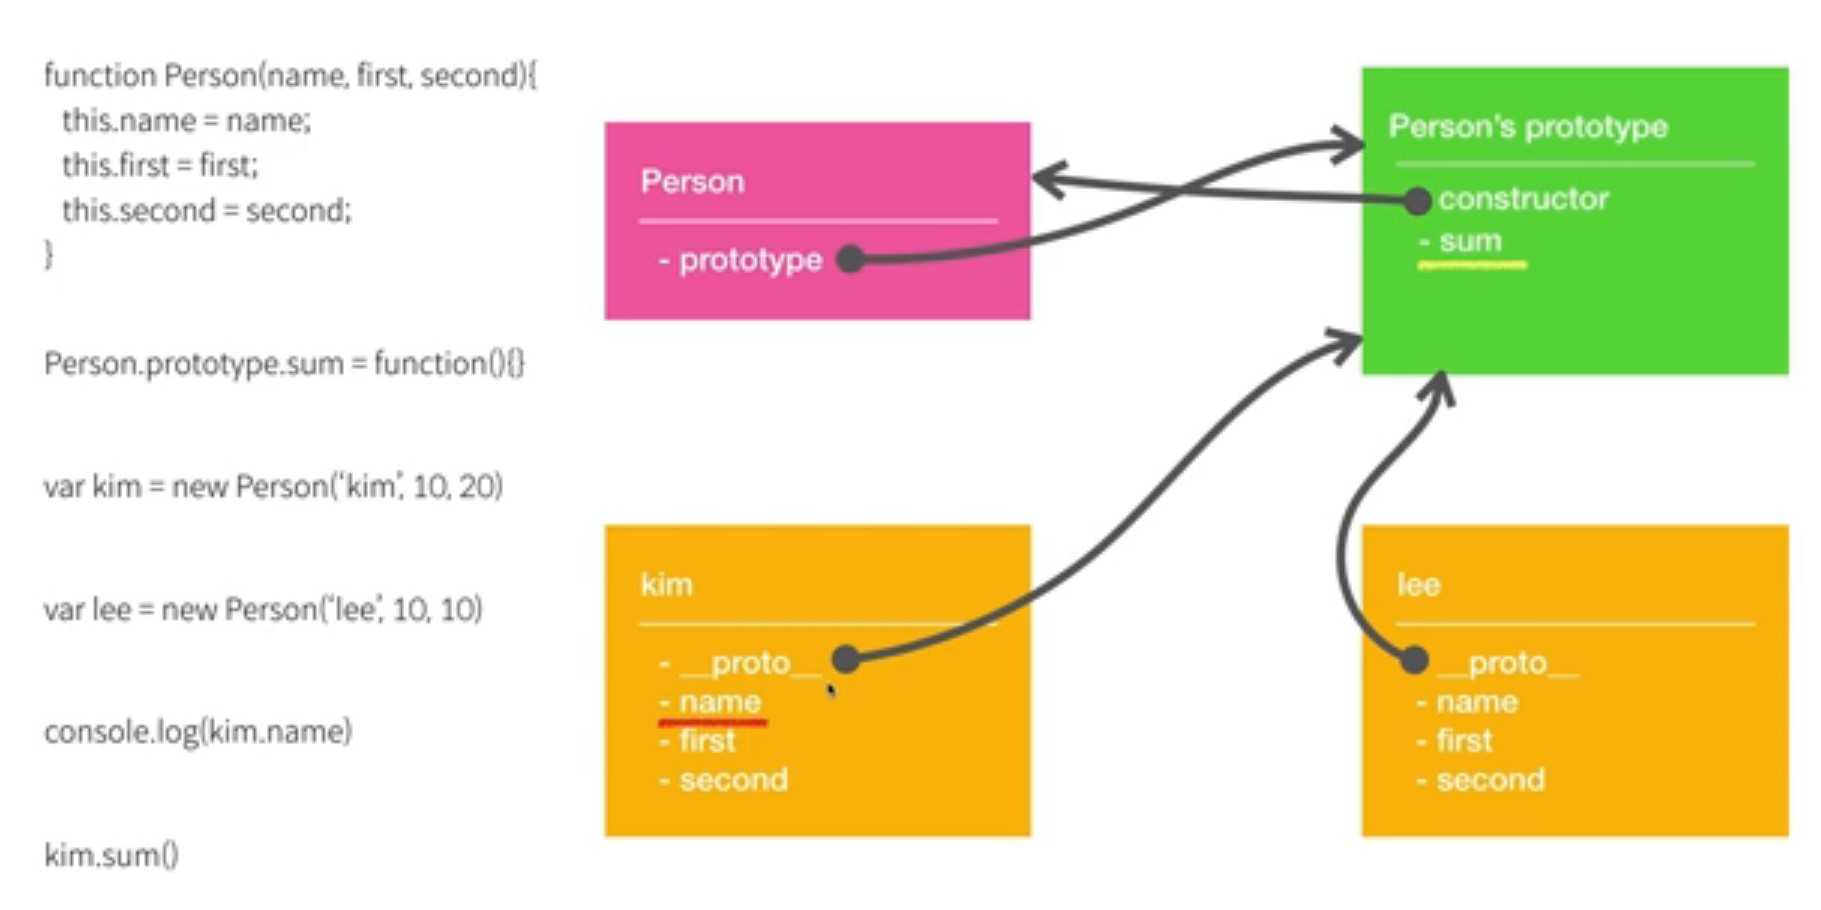 function Person(name, first, second){
this.name = name;
this.first = first;
this.second = second;
}
Person.prototype.sum = function(){}
var kim = new Person(‘kim’, 10, 20)
var lee = new Person(‘lee’, 10, 10)
console.log(kim.name)
kim.sum()
Person
- prototype
Person's prototype
constructor
- sum
kim
- __proto__
- name
- first
- second
lee
__proto__
- name
- first
- second